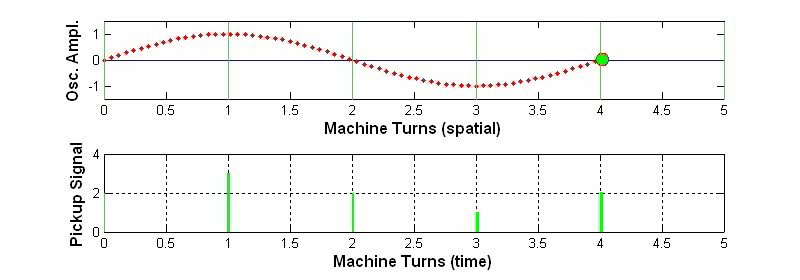 Osc. Ampl.
1
0
-1
0 0.5 1 1.5 2 2.5 3 3.5 4 4.5 5
Machine Turns (spatial)
Pickup Signal
4
2
0
0 0.5 1 1.5 2 2.5 3 3.5 4 4.5 5
Machine Turns (time)